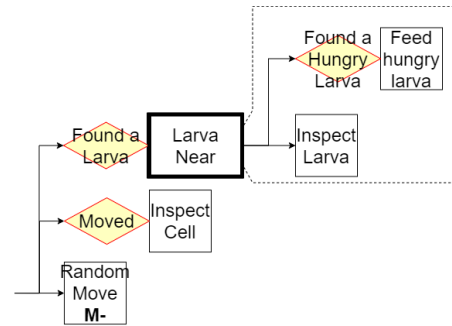 Found a
Hungry
Larva
Feed
hungry
larva
Found a
Larva
Larva
Near
Inspect
Larva
Moved
Inspect
Cell
Random
Move
M-